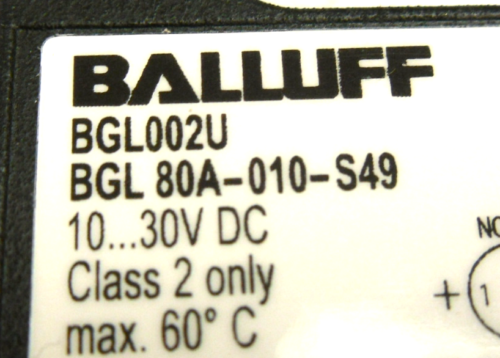 BALLUFF
BGL002U
BGL 80A-010-S49
10...30V DC
Class 2 only
max. 60° C
+ 1